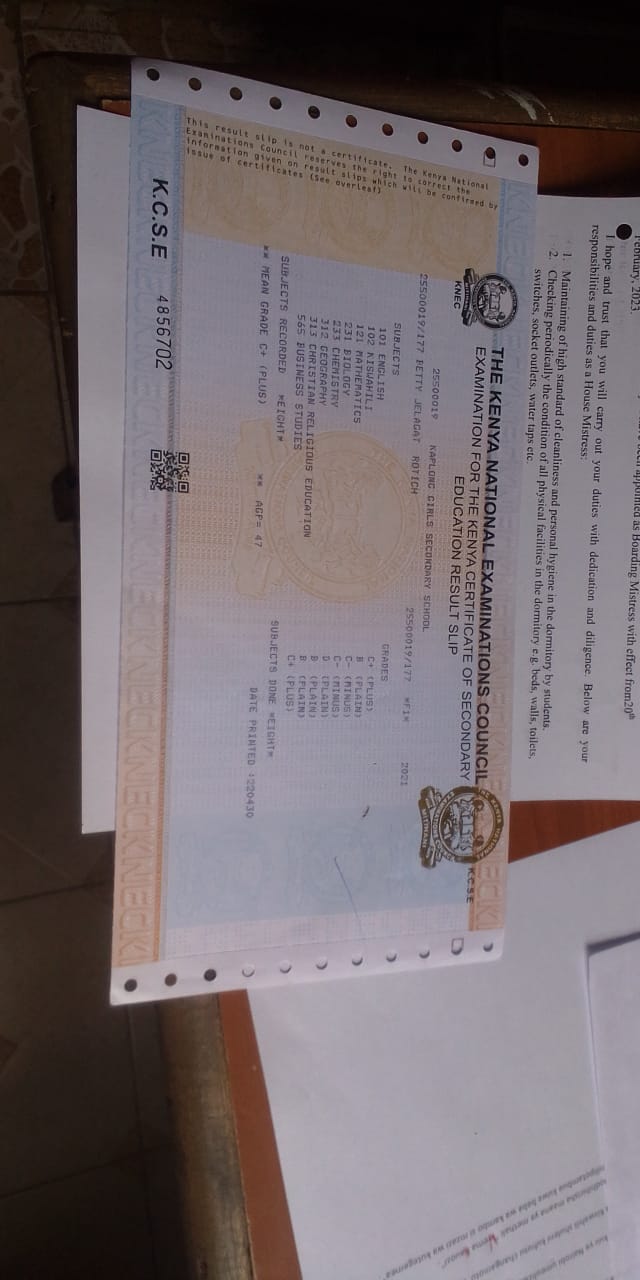 THE KENYA NATIONAL EXAMINATIONS COUNCIL
EXAMINATION FOR THE KENYA CERTIFICATE OF SECONDARY
EDUCATION RESULT SLIP
KNEC
K.C.S.E
25500019 KAPLONG GIRLS SECONDARY SCHOOL
25500019/177 BETTY JELAGAT ROTICH 25500019/177 *F1* 2021
SUBJECTS GRADES
101 ENGLISH C+ (PLUS)
102 KISWAHILI B (PLAIN)
121 MATHEMATICS C- (MINUS)
231 BIOLOGY C- (MINUS)
233 CHEMISTRY D (PLAIN)
312 GEOGRAPHY B (PLAIN)
313 CHRISTIAN RELIGIOUS EDUCATION B (PLAIN)
565 BUSINESS STUDIES C+ (PLUS)
SUBJECTS RECORDED *EIGHT* SUBJECTS DONE *EIGHT*
** MEAN GRADE C+ (PLUS) ** AGP= 47 DATE PRINTED :220430
This result slip is not a certificate. The Kenya National
Examinations Council reserves the right to correct the
information given on result slips which will be confirmed by
issue of certificates (See overleaf)
K.C.S.E 4856702
appointed as Boarding Mistress with effect from 20th
February, 2023.
I hope and trust that you will carry out your duties with dedication and diligence. Below are your
responsibilities and duties as a House Mistress:
1. Maintaining of high standard of cleanliness and personal hygiene in the dormitory by students.
2. Checking periodically the condition of all physical facilities in the dormitory e.g. beds, walls, toilets,
switches, socket outlets, water taps etc.